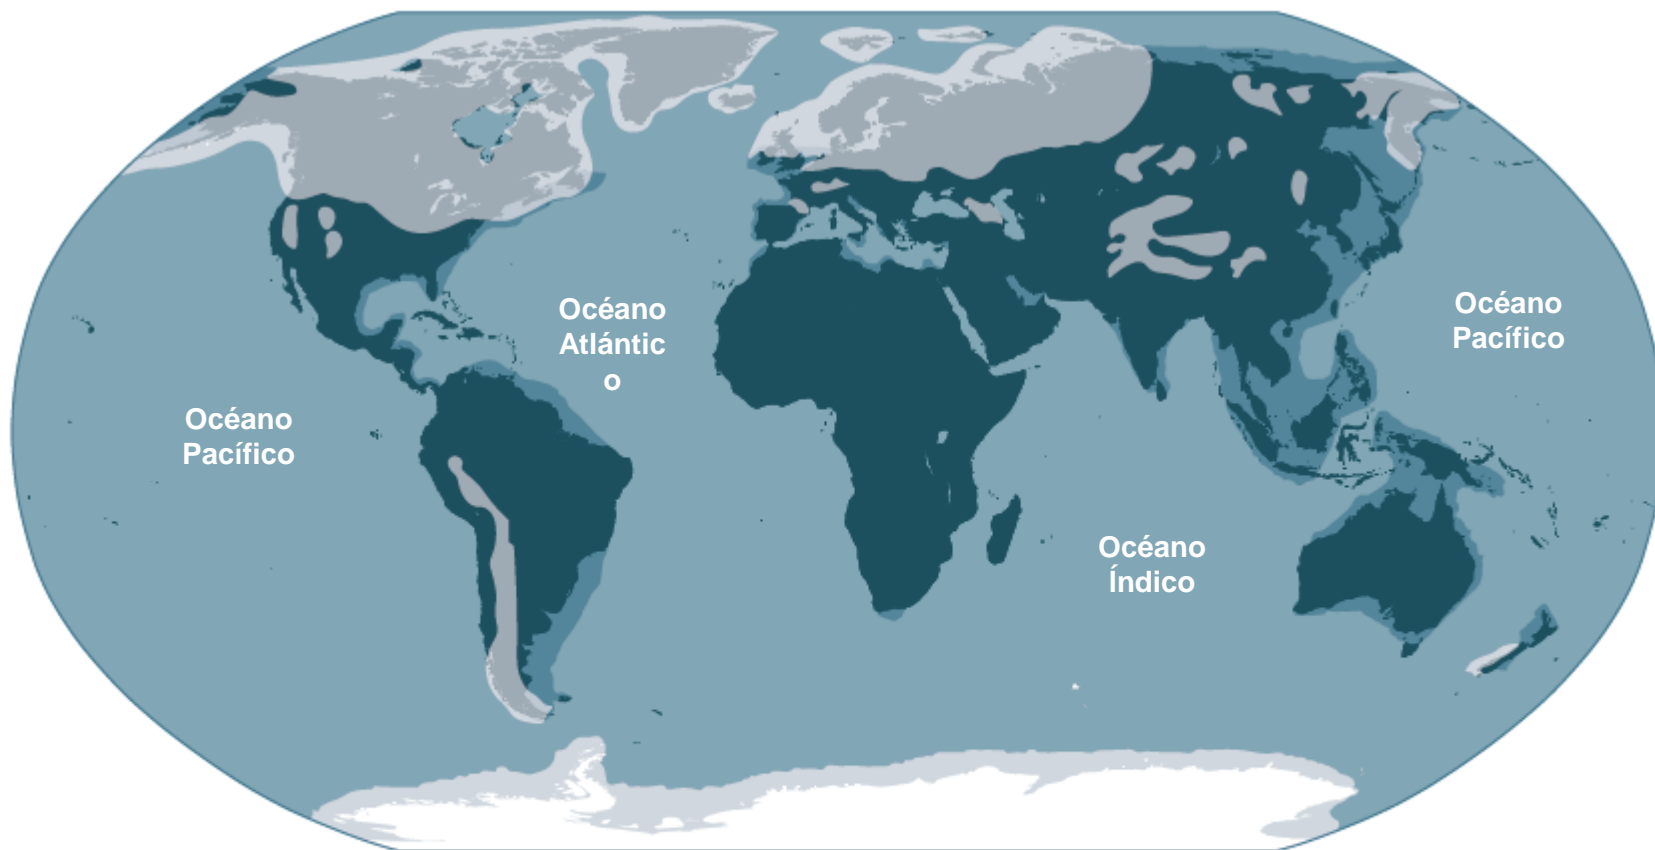 Océano
Atlántic
o
Océano
Pacífico
Océano
Pacífico
Océano
Índico